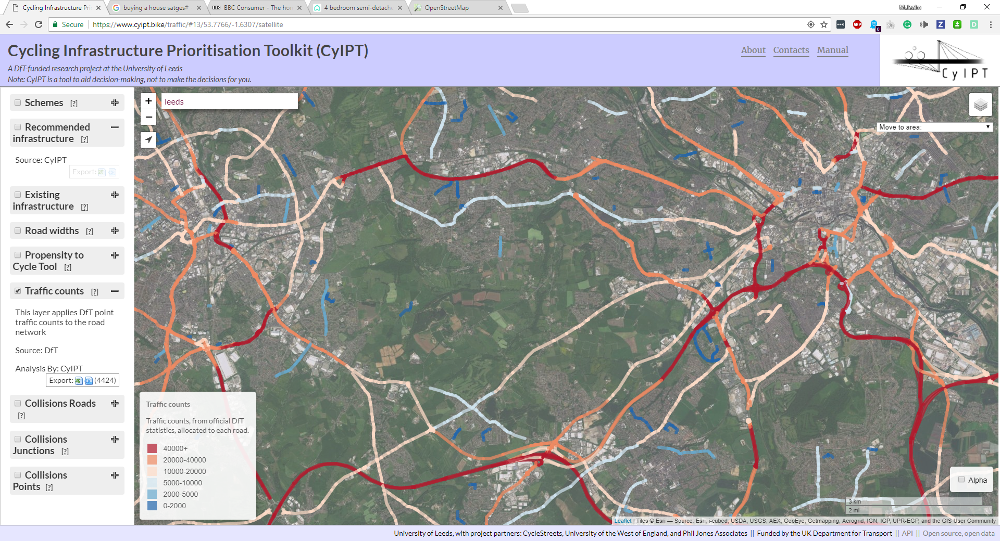 Cycling Infrastructure Pri
buying a house satges#
BBC Consumer - The hor
4 bedroom semi-detache
OpenStreetMap
Malcolm
Secure
https://www.cyipt.bike/traffic/#13/53.7766/-1.6307/satellite
ABP
0
Z
D
Cycling Infrastructure Prioritisation Toolkit (CyIPT)
A DfT-funded research project at the University of Leeds
Note: CyIPT is a tool to aid decision-making, not to make the decisions for you.
About
Contacts
Manual
CyIPT
Schemes [?]
Recommended
infrastructure [?]
Source: CyIPT
Export:
Existing
infrastructure [?]
Road widths [?]
Propensity to
Cycle Tool [?]
Traffic counts [?]
This layer applies DfT point
traffic counts to the road
network
Source: DfT
Analysis By: CyIPT
Export: (4424)
Collisions Roads
[?]
Collisions
Junctions [?]
Collisions
Points [?]
+
−
leeds
Move to area:
Traffic counts
Traffic counts, from official DfT
statistics, allocated to each road.
40000+
20000-40000
10000-20000
5000-10000
2000-5000
0-2000
Alpha
3 km
2 mi
Leaflet | Tiles © Esri — Source: Esri, i-cubed, USDA, USGS, AEX, GeoEye, Getmapping, Aerogrid, IGN, IGP, UPR-EGP, and the GIS User Community
University of Leeds, with project partners: CycleStreets, University of the West of England, and Phil Jones Associates || Funded by the UK Department for Transport || API || Open source, open data